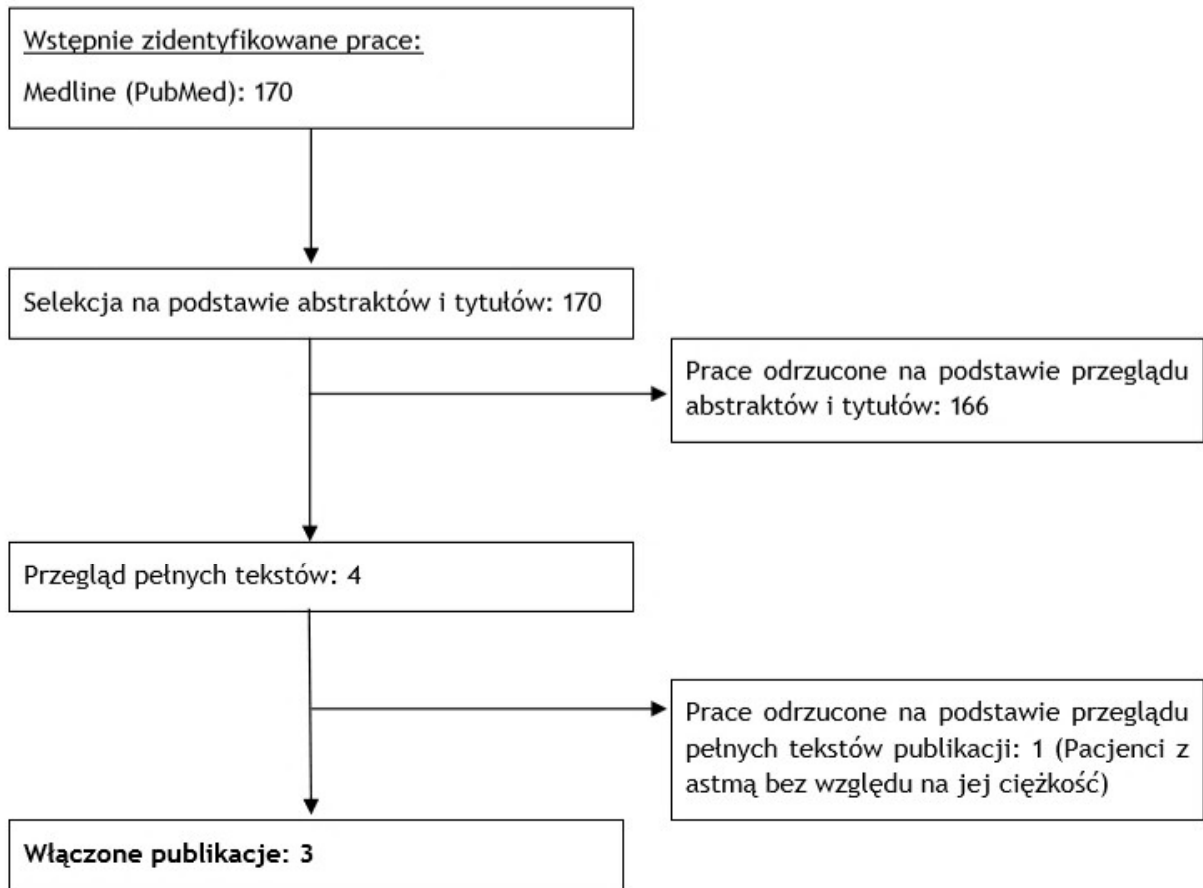 Wstępnie zidentyfikowane prace:
Medline (PubMed): 170
Selekcja na podstawie abstraktów i tytułów: 170
Prace odrzucone na podstawie przeglądu
abstraktów i tytułów: 166
Przegląd pełnych tekstów: 4
Prace odrzucone na podstawie przeglądu
pełnych tekstów publikacji: 1 (Pacjenci z
astmą bez względu na jej ciężkość)
Włączone publikacje: 3